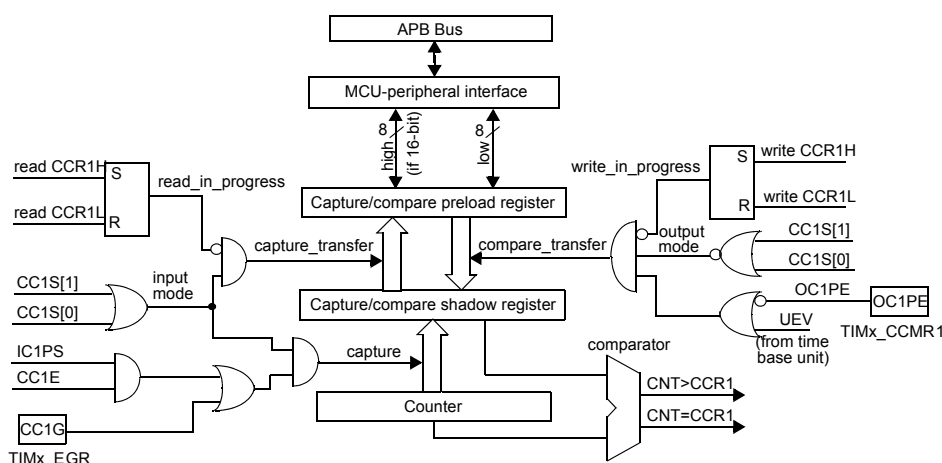 APB Bus
MCU-peripheral interface
8
high
(if 16-bit)
8
low
read CCR1H
S
read_in_progress
read CCR1L
R
write_in_progress
S
write CCR1H
R
write CCR1L
Capture/compare preload register
capture_transfer
compare_transfer
output
mode
CC1S[1]
CC1S[0]
CC1S[1]
CC1S[0]
input
mode
Capture/compare shadow register
OC1PE
OC1PE
UEV
TIMx_CCMR1
(from time
base unit)
IC1PS
CC1E
capture
comparator
CNT>CCR1
CNT=CCR1
Counter
CC1G
TIMx_EGR